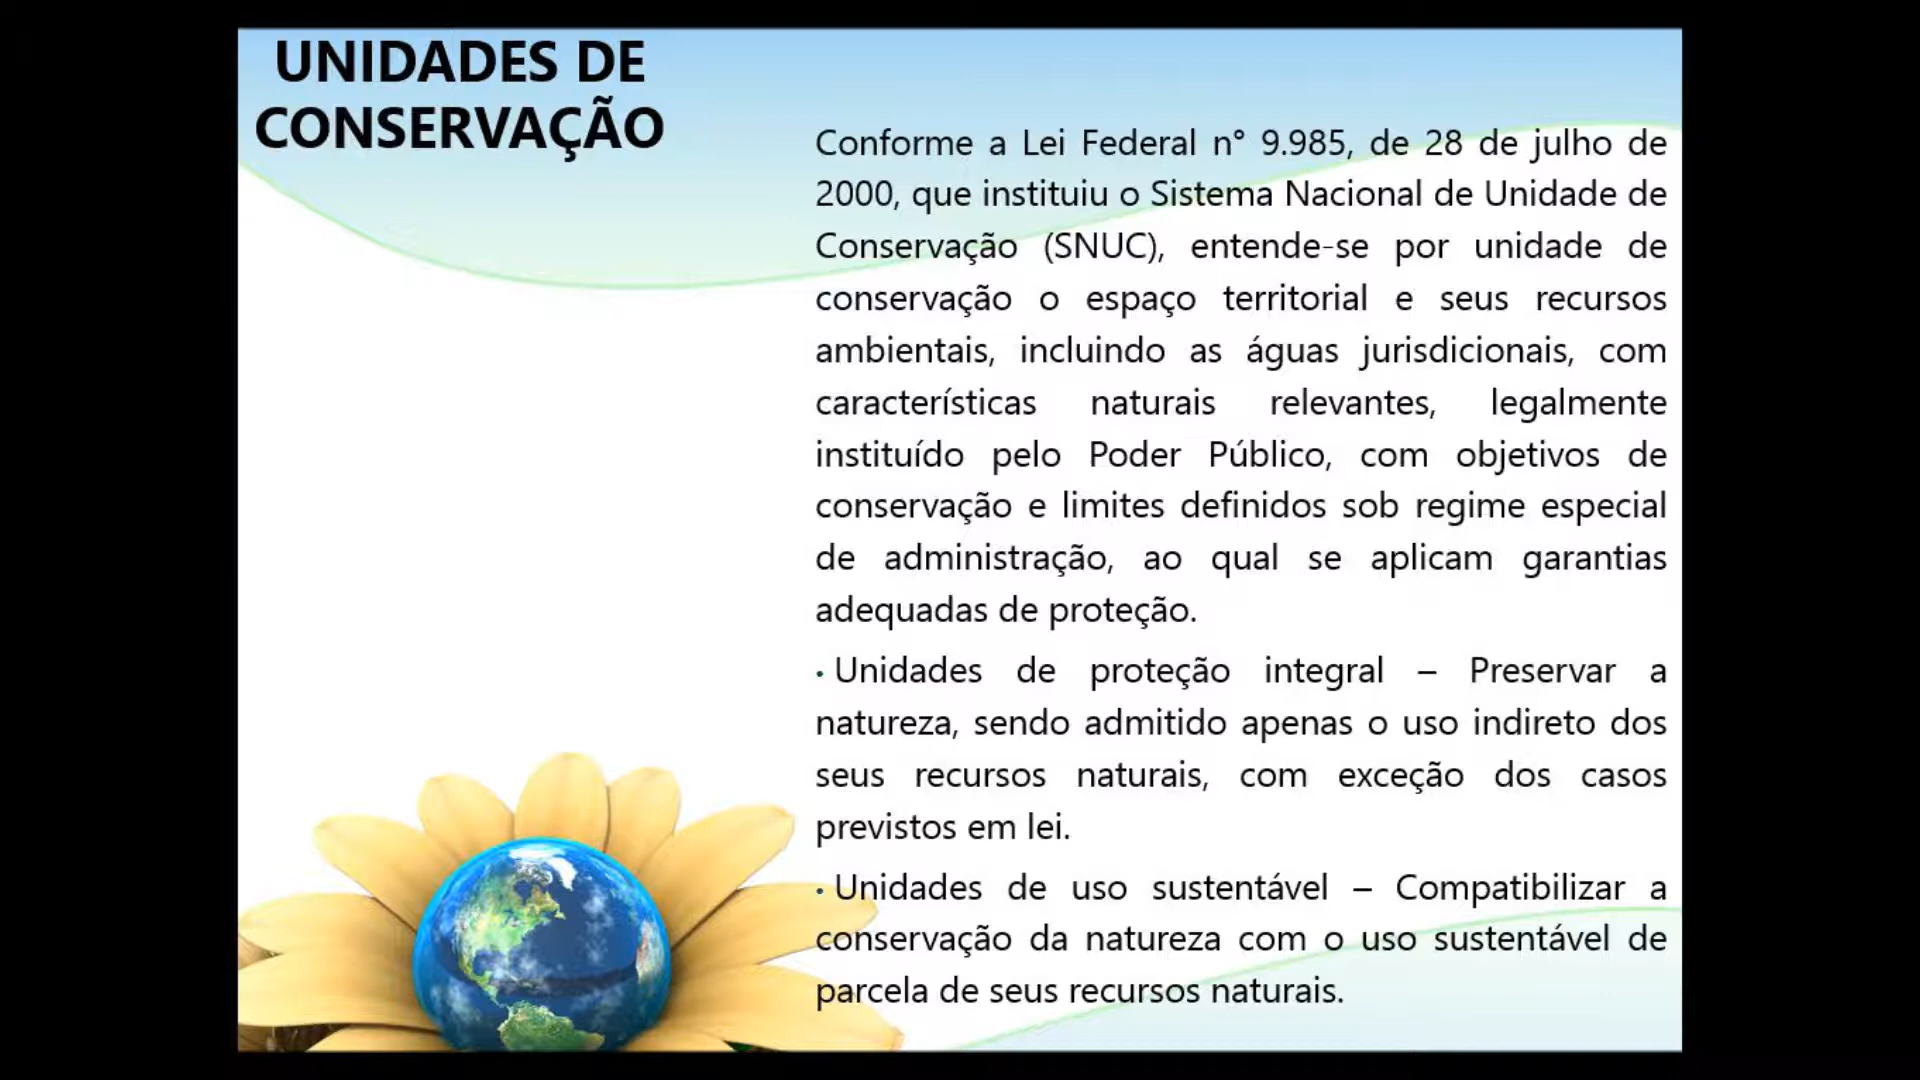 UNIDADES DE
CONSERVAÇÃO
Conforme a Lei Federal n° 9.985, de 28 de julho de
2000, que instituiu o Sistema Nacional de Unidade de
Conservação (SNUC), entende-se por unidade de
conservação o espaço territorial e seus recursos
ambientais, incluindo as águas jurisdicionais, com
características naturais relevantes, legalmente
instituído pelo Poder Público, com objetivos de
conservação e limites definidos sob regime especial
de administração, ao qual se aplicam garantias
adequadas de proteção.
• Unidades de proteção integral – Preservar a
natureza, sendo admitido apenas o uso indireto dos
seus recursos naturais, com exceção dos casos
previstos em lei.
• Unidades de uso sustentável – Compatibilizar a
conservação da natureza com o uso sustentável de
parcela de seus recursos naturais.